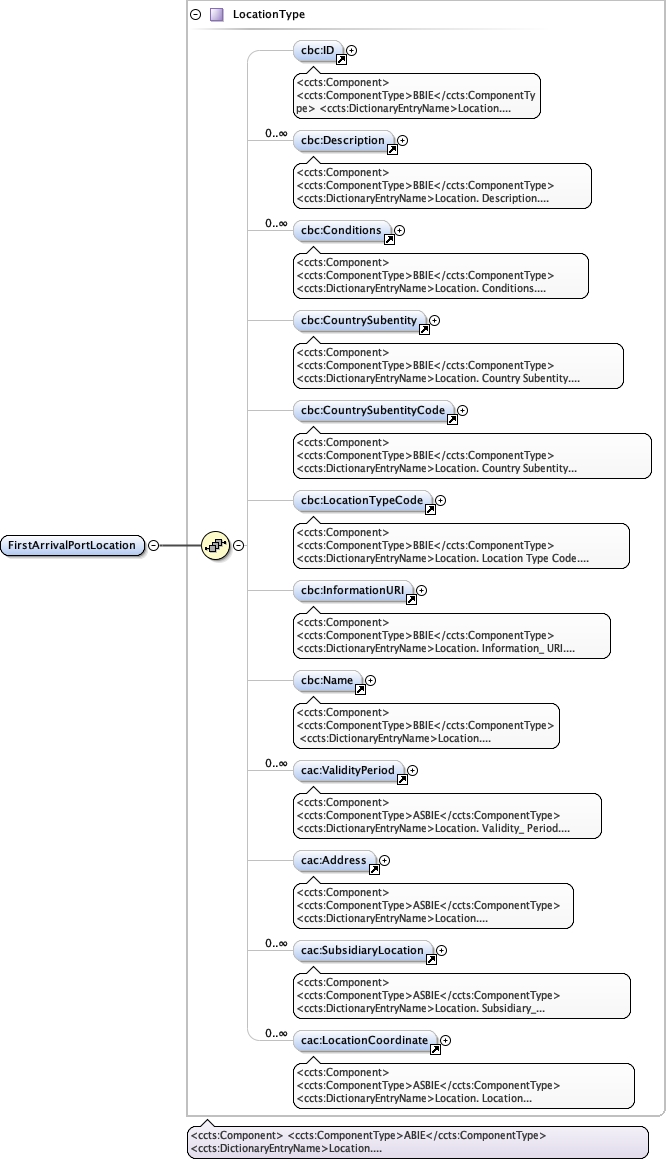 LocationType
cbc:ID
<ccts:Component>
<ccts:ComponentType>BBIE</ccts:ComponentTy
pe> <ccts:DictionaryEntryName>Location....
0..∞
cbc:Description
<ccts:Component>
<ccts:ComponentType>BBIE</ccts:ComponentType>
<ccts:DictionaryEntryName>Location. Description....
0..∞
cbc:Conditions
<ccts:Component>
<ccts:ComponentType>BBIE</ccts:ComponentType>
<ccts:DictionaryEntryName>Location. Conditions....
cbc:CountrySubentity
<ccts:Component>
<ccts:ComponentType>BBIE</ccts:ComponentType>
<ccts:DictionaryEntryName>Location. Country Subentity....
cbc:CountrySubentityCode
<ccts:Component>
<ccts:ComponentType>BBIE</ccts:ComponentType>
<ccts:DictionaryEntryName>Location. Country Subentity...
cbc:LocationTypeCode
<ccts:Component>
<ccts:ComponentType>BBIE</ccts:ComponentType>
<ccts:DictionaryEntryName>Location. Location Type Code....
FirstArrivalPortLocation
cbc:InformationURI
<ccts:Component>
<ccts:ComponentType>BBIE</ccts:ComponentType>
<ccts:DictionaryEntryName>Location. Information_ URI....
cbc:Name
<ccts:Component>
<ccts:ComponentType>BBIE</ccts:ComponentType>
<ccts:DictionaryEntryName>Location....
0..∞
cac:ValidityPeriod
<ccts:Component>
<ccts:ComponentType>ASBIE</ccts:ComponentType>
<ccts:DictionaryEntryName>Location. Validity_ Period....
cac:Address
<ccts:Component>
<ccts:ComponentType>ASBIE</ccts:ComponentType>
<ccts:DictionaryEntryName>Location....
0..∞
cac:SubsidiaryLocation
<ccts:Component>
<ccts:ComponentType>ASBIE</ccts:ComponentType>
<ccts:DictionaryEntryName>Location. Subsidiary_...
0..∞
cac:LocationCoordinate
<ccts:Component>
<ccts:ComponentType>ASBIE</ccts:ComponentType>
<ccts:DictionaryEntryName>Location. Location...
<ccts:Component> <ccts:ComponentType>ABIE</ccts:ComponentType>
<ccts:DictionaryEntryName>Location....